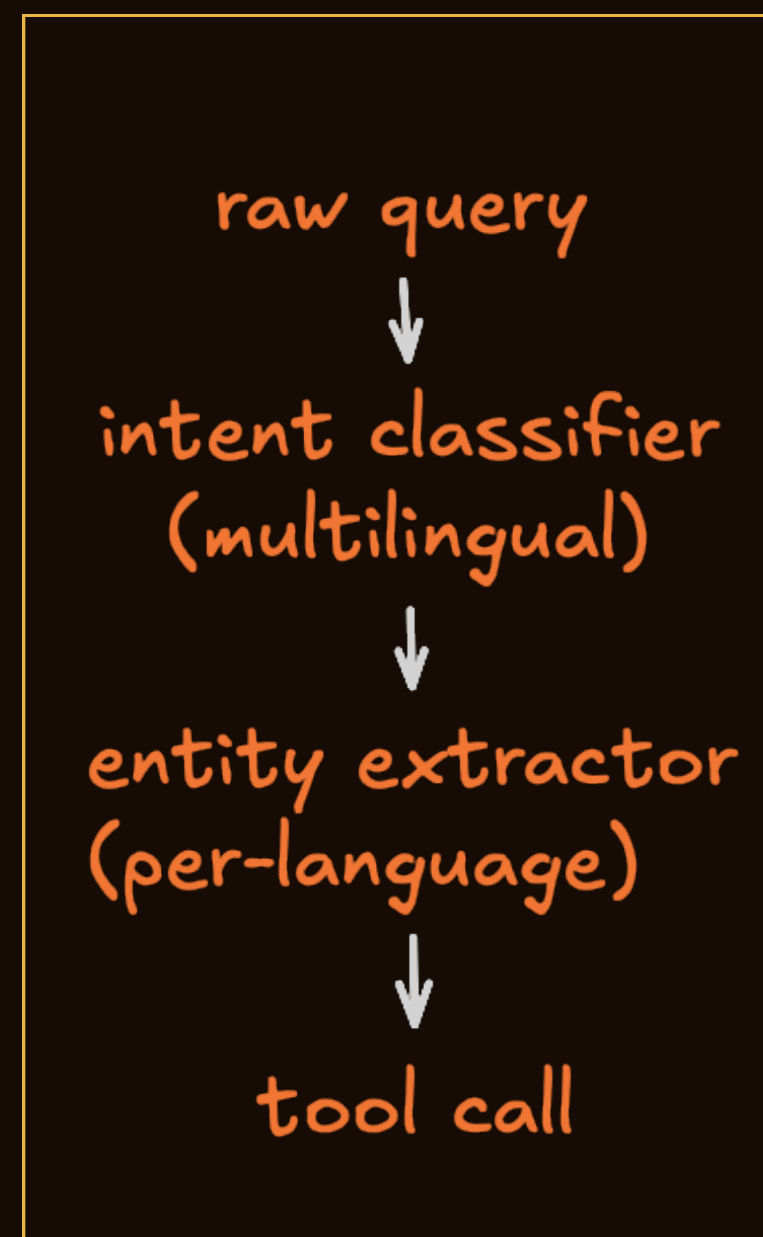 raw query
intent classifier
(multilingual)
entity extractor
(per-language)
tool call